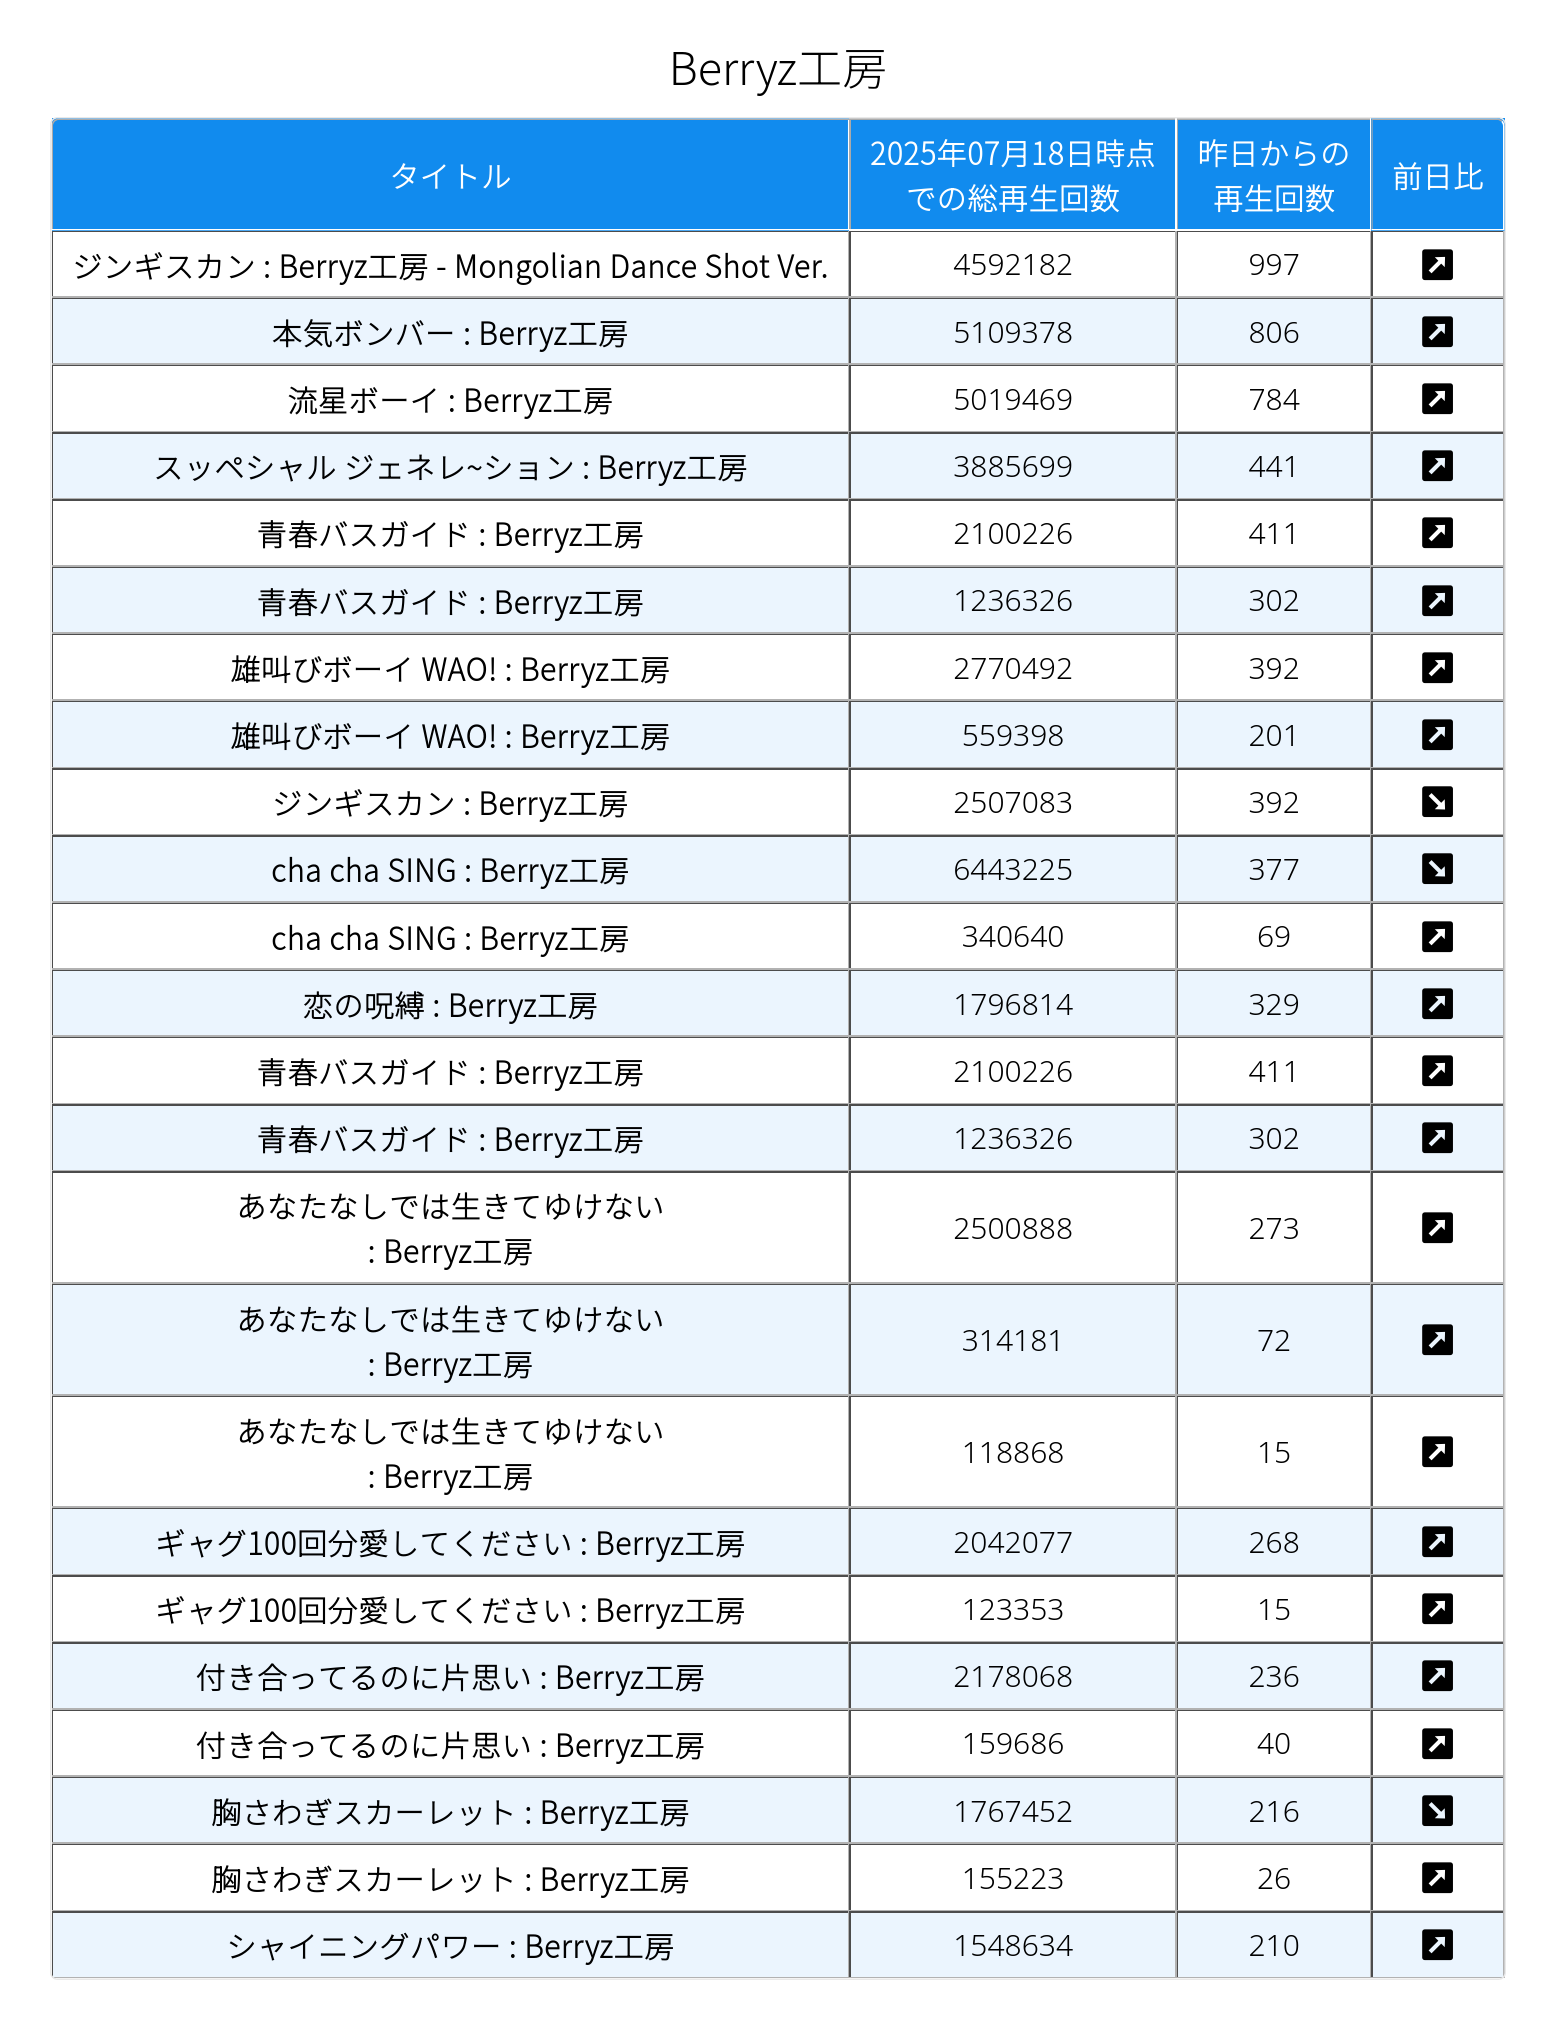 Berryz工房
タイトル 2025年07月18日時点での総再生回数 昨日からの再生回数 前日比
ジンギスカン : Berryz工房 - Mongolian Dance Shot Ver. 4592182 997 ↗
本気ボンバー : Berryz工房 5109378 806 ↗
流星ボーイ : Berryz工房 5019469 784 ↗
スッペシャル ジェネレ~ション : Berryz工房 3885699 441 ↗
青春バスガイド : Berryz工房 2100226 411 ↗
青春バスガイド : Berryz工房 1236326 302 ↗
雄叫びボーイ WAO! : Berryz工房 2770492 392 ↗
雄叫びボーイ WAO! : Berryz工房 559398 201 ↗
ジンギスカン : Berryz工房 2507083 392 ↘
cha cha SING : Berryz工房 6443225 377 ↘
cha cha SING : Berryz工房 340640 69 ↗
恋の呪縛 : Berryz工房 1796814 329 ↗
青春バスガイド : Berryz工房 2100226 411 ↗
青春バスガイド : Berryz工房 1236326 302 ↗
あなたなしでは生きてゆけない
: Berryz工房 2500888 273 ↗
あなたなしでは生きてゆけない
: Berryz工房 314181 72 ↗
あなたなしでは生きてゆけない
: Berryz工房 118868 15 ↗
ギャグ100回分愛してください : Berryz工房 2042077 268 ↗
ギャグ100回分愛してください : Berryz工房 123353 15 ↗
付き合ってるのに片思い : Berryz工房 2178068 236 ↗
付き合ってるのに片思い : Berryz工房 159686 40 ↗
胸さわぎスカーレット : Berryz工房 1767452 216 ↘
胸さわぎスカーレット : Berryz工房 155223 26 ↗
シャイニングパワー : Berryz工房 1548634 210 ↗